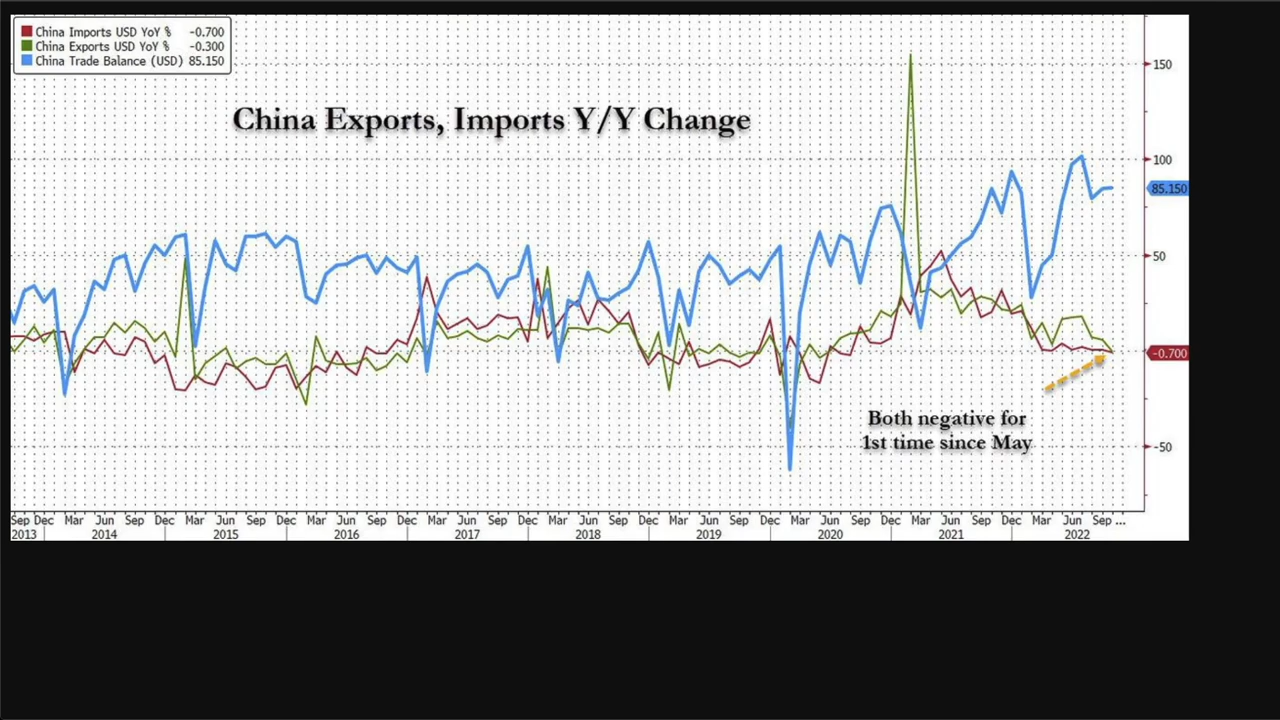 China Imports USD YoY % -0.700
China Exports USD YoY % -0.300
China Trade Balance (USD) 85.150
China Exports, Imports Y/Y Change
150
100
85.150
50
-0.700
-50
Both negative for
1st time since May
Sep Dec Mar Jun Sep Dec Mar Jun Sep Dec Mar Jun Sep Dec Mar Jun Sep Dec Mar Jun Sep Dec Mar Jun Sep Dec Mar Jun Sep Dec Mar Jun Sep Dec Mar Jun Sep ...
2013 2014 2015 2016 2017 2018 2019 2020 2021 2022